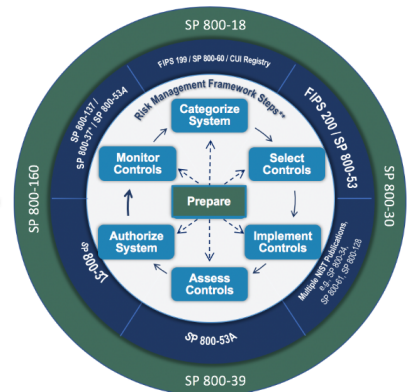 SP 800-18
FIPS 199 / SP 800-60 / CUI Registry
SP 800-137 /
SP 800-37* / SP 800-53A
FIPS 200 / SP 800-53
Risk Management Framework Steps**
Categorize
System
Monitor
Controls
Select
Controls
SP 800-160
Prepare
SP 800-30
Authorize
System
Implement
Controls
Assess
Controls
Multiple NIST Publications,
e.g., SP 800-34,
SP 800-61, SP 800-128
SP 800-37
SP 800-53A
SP 800-39